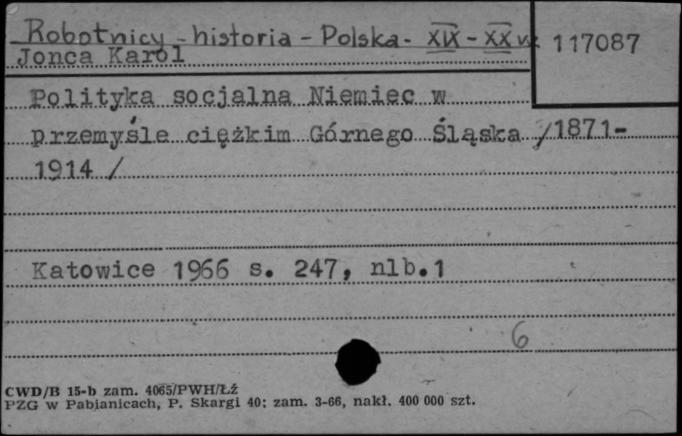 Robotnicy - historia - Polska - XIX - XX w.
117087
Jonca Karol
Polityka socjalna Niemiec w
przemyśle ciężkim Górnego Śląska /1871-
1914 /
Katowice 1966 s. 247, nlb.1
6
CWD/B 15-b zam. 4065/PWH/Łż
PZG w Pabianicach, P. Skargi 40; zam. 3-66, nakł. 400 000 szt.